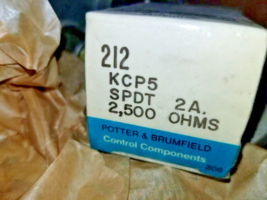 212
KCP5
SPDT 2A.
2,500 OHMS
POTTER & BRUMFIELD
Control Components